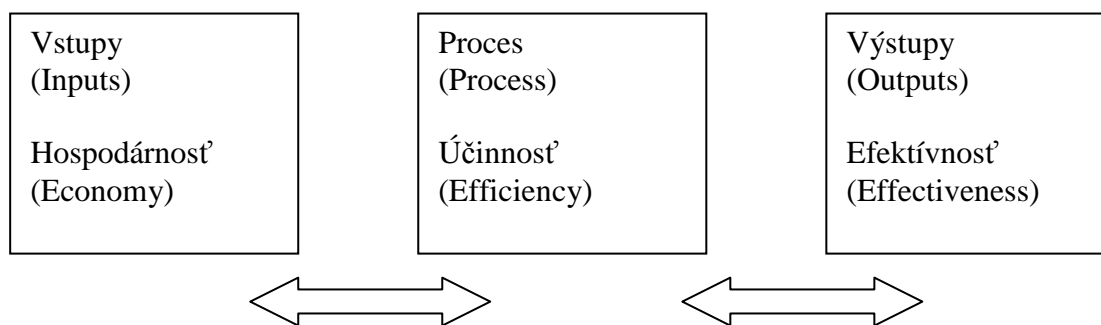 Vstupy
(Inputs)
Hospodárnosť
(Economy)
Proces
(Process)
Účinnosť
(Efficiency)
Výstupy
(Outputs)
Efektívnosť
(Effectiveness)